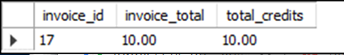 invoice_id invoice_total total_credits
17 10.00 10.00